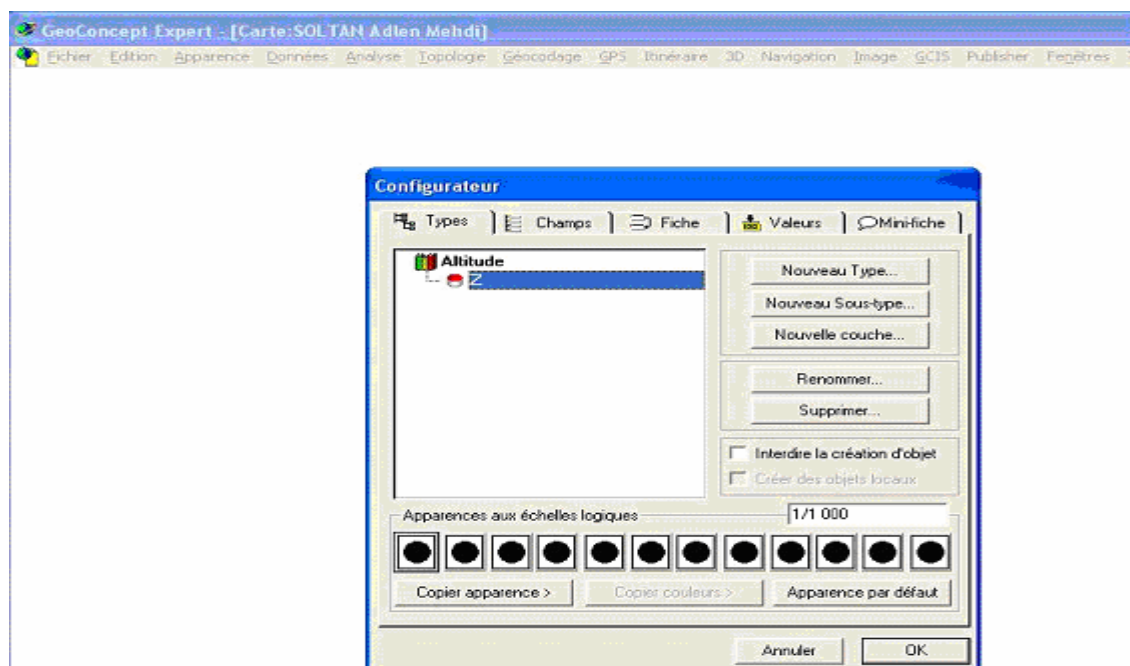 GeoConcept Expert - [Carte:SOLTAN Adlen Mehdi]
Fichier Edition Apparence Données Analyse Topologie Géocodage GPS Itinéraire 3D Navigation Image GCIS Publisher Fenêtres
Configurateur
Types Champs Fiche Valeurs Mini-fiche
Altitude
Z
Nouveau Type...
Nouveau Sous-type...
Nouvelle couche...
Renommer...
Supprimer...
Interdire la création d'objet
Créer des objets locaux
Apparences aux échelles logiques 1/1 000
Copier apparence > Copier couleurs > Apparence par défaut
Annuler OK